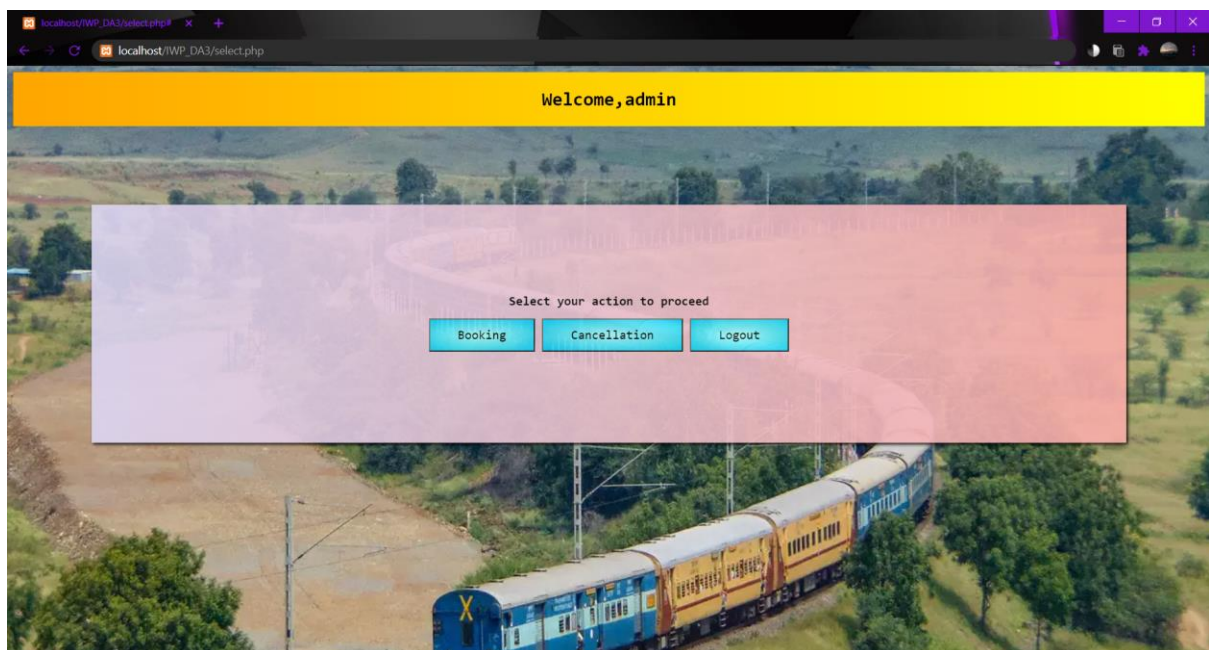 localhost/IWP_DA3/select.php#
localhost/IWP_DA3/select.php
Welcome,admin
Select your action to proceed
Booking Cancellation Logout